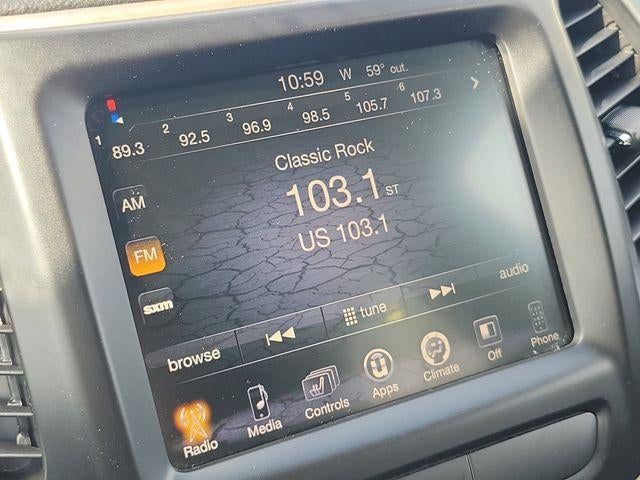 10:59 W 59° out.
1 89.3 2 92.5 3 96.9 4 98.5 5 105.7 6 107.3 >
Classic Rock
AM
103.1 ST
US 103.1
FM
sxm
browse tune audio
Radio Media Controls Apps Climate Off Phone